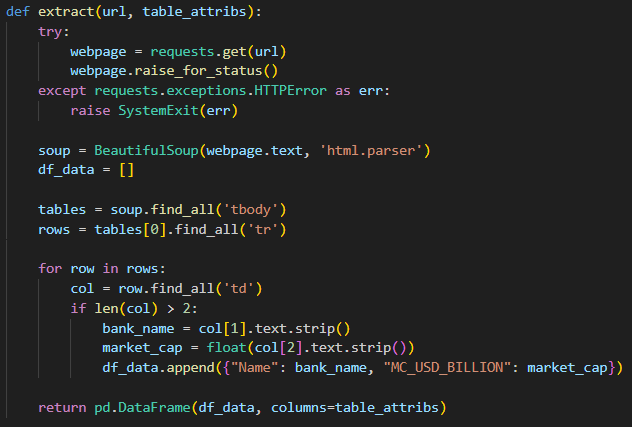 def extract(url, table_attribs):
    try:
        webpage = requests.get(url)
        webpage.raise_for_status()
    except requests.exceptions.HTTPError as err:
        raise SystemExit(err)

    soup = BeautifulSoup(webpage.text, 'html.parser')
    df_data = []

    tables = soup.find_all('tbody')
    rows = tables[0].find_all('tr')

    for row in rows:
        col = row.find_all('td')
        if len(col) > 2:
            bank_name = col[1].text.strip()
            market_cap = float(col[2].text.strip())
            df_data.append({"Name": bank_name, "MC_USD_BILLION": market_cap})

    return pd.DataFrame(df_data, columns=table_attribs)